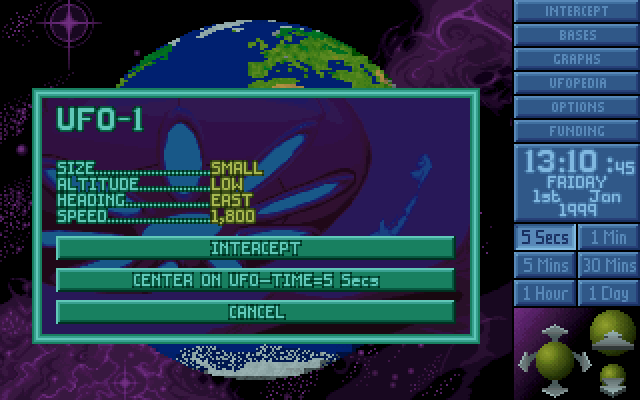 UFO-1
SIZE..................SMALL
ALTITUDE..............LOW
HEADING...............EAST
SPEED.................1,800
INTERCEPT
CENTER ON UFO-TIME=5 Secs
CANCEL
INTERCEPT
BASES
GRAPHS
UFOPEDIA
OPTIONS
FUNDING
13:10 :45
FRIDAY
1st Jan
1999
5 Secs 1 Min
5 Mins 30 Mins
1 Hour 1 Day